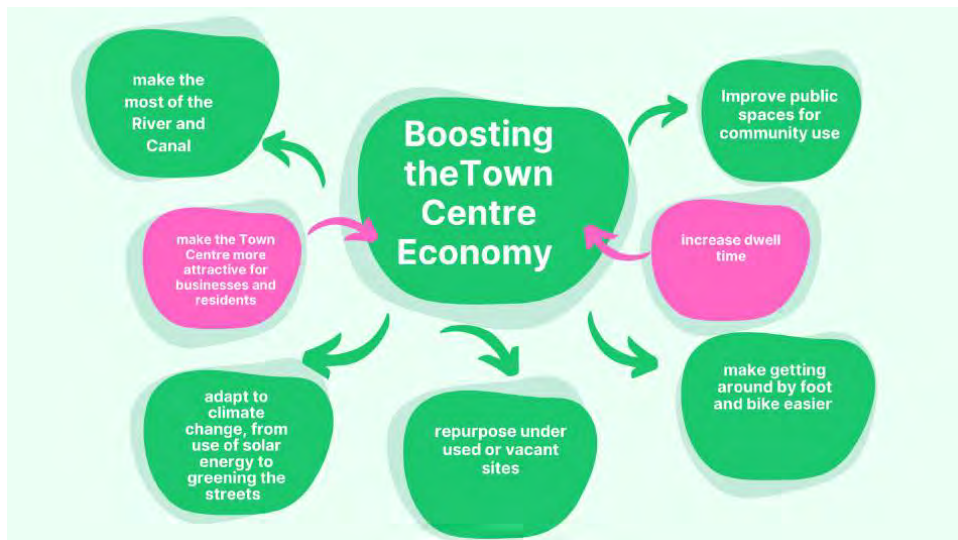 make the
most of the
River and
Canal
Boosting
theTown
Centre
Economy
Improve public
spaces for
community use
make the Town
Centre more
attractive for
businesses and
residents
increase dwell
time
adapt to
climate
change, from
use of solar
energy to
greening the
streets
repurpose under
used or vacant
sites
make getting
around by foot
and bike easier